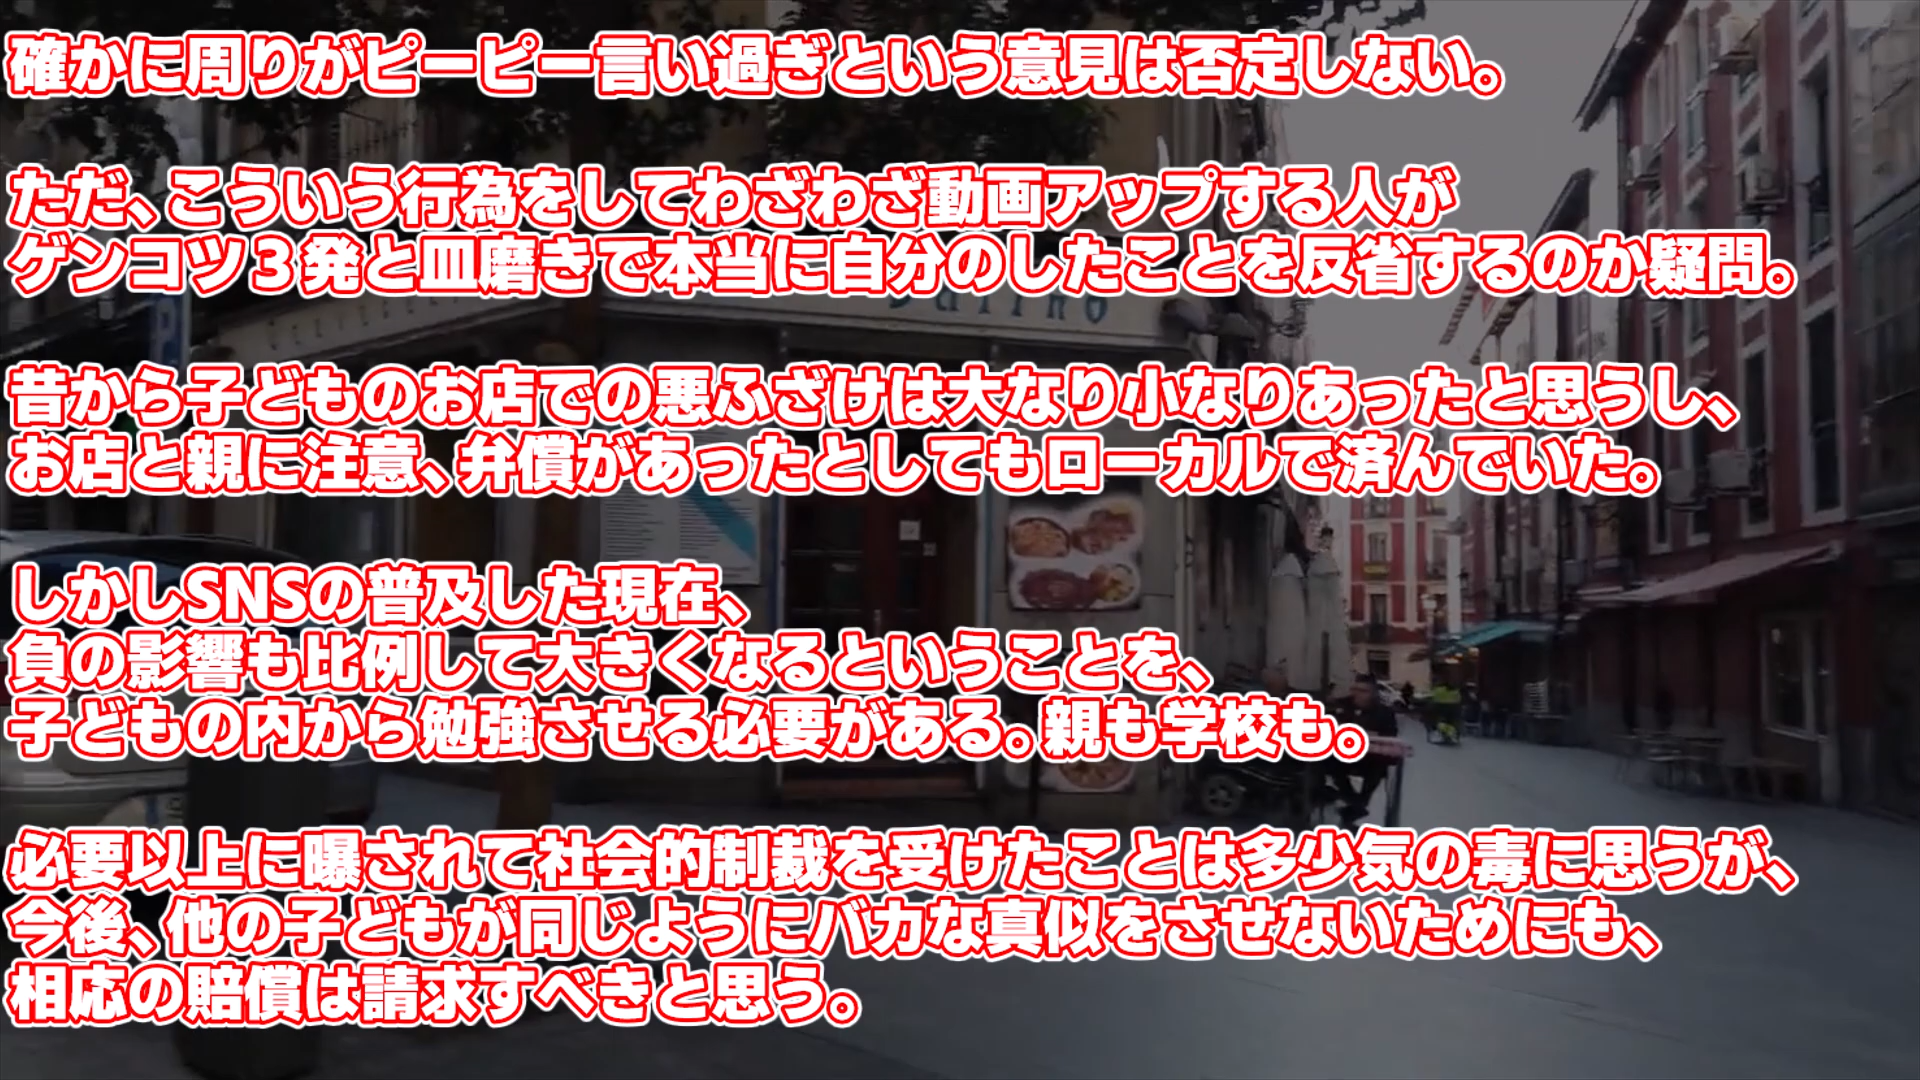 確かに周りがピーピー言い過ぎという意見は否定しない。
ただ、こういう行為をしてわざわざ動画アップする人が
ゲンコツ３発と皿磨きで本当に自分のしたことを反省するのか疑問。
昔から子どものお店での悪ふざけは大なり小なりあったと思うし、
お店と親に注意、弁償があったとしてもローカルで済んでいた。
しかしSNSの普及した現在、
負の影響も比例して大きくなるということを、
子どもの内から勉強させる必要がある。親も学校も。
必要以上に曝されて社会的制裁を受けたことは多少気の毒に思うが、
今後、他の子どもが同じようにバカな真似をさせないためにも、
相応の賠償は請求すべきと思う。